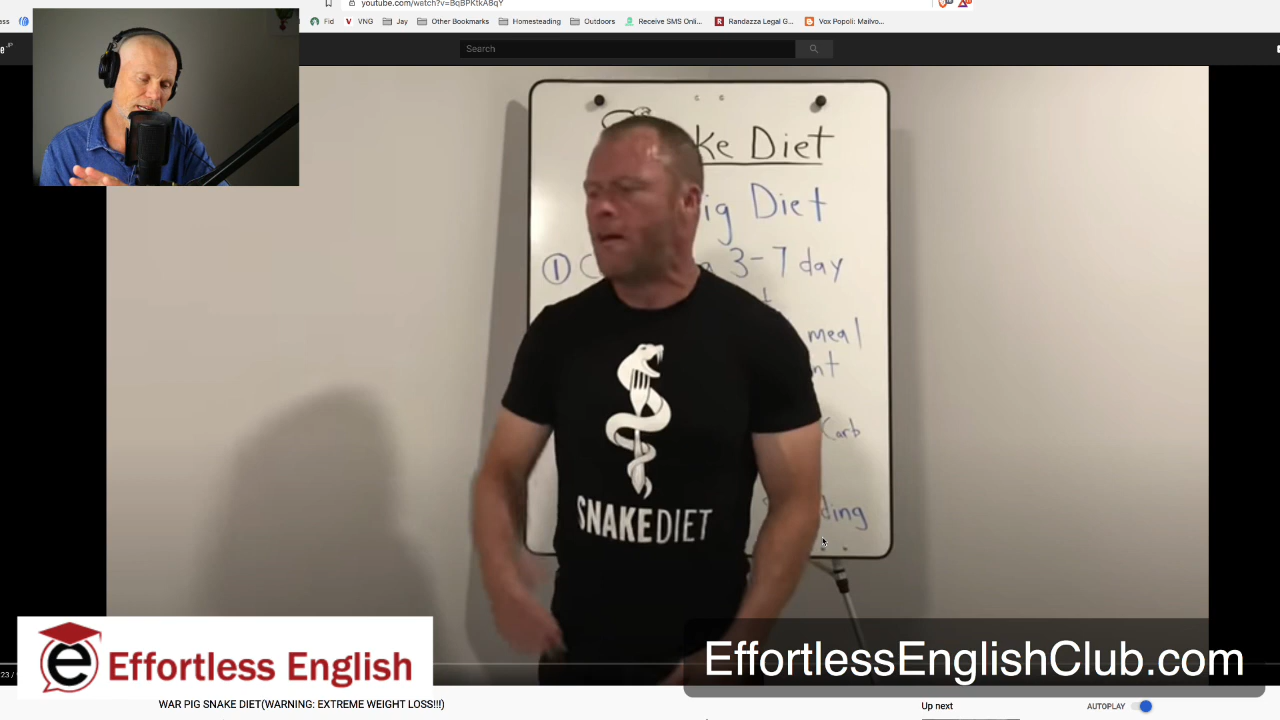 youtube.com/watch?v=BqBPKtkA8qY
Fid
VNG
Jay
Other Bookmarks
Homesteading
Outdoors
Receive SMS Onli...
Randazza Legal G...
Vox Popoli: Mailvo...
Search
ke Diet
ig Diet
① 3-7 day
meal
Carb
ding
SNAKEDIET
e Effortless English
EffortlessEnglishClub.com
WAR PIG SNAKE DIET(WARNING: EXTREME WEIGHT LOSS!!!)
Up next
AUTOPLAY